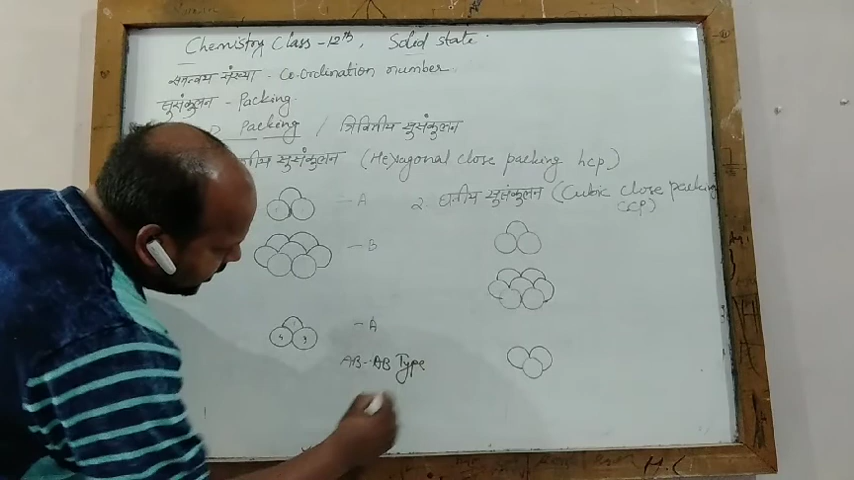 Chemistry Class - 12th, Solid state.
समन्वय संख्या - Co-ordination number.
सुसंकुलन - Packing.
D Packing / त्रिविमीय सुसंकुलन
सुसंकुलन (Hexagonal close packing hcp)
2. घनीय सुसंकुलन (Cubic close packing
CCP)
- A
- B
- A
AB-AB Type